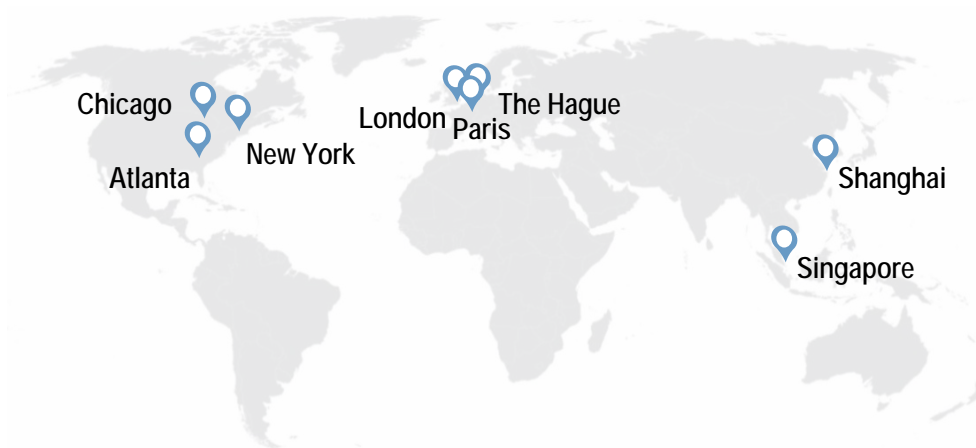 Chicago
New York
Atlanta
London
Paris
The Hague
Shanghai
Singapore